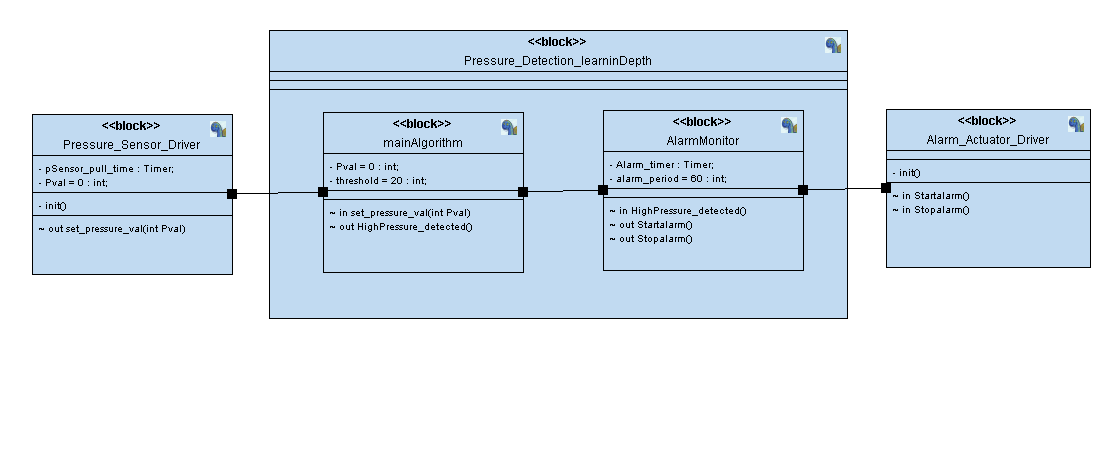 <<block>>
Pressure_Detection_learninDepth
<<block>>
Pressure_Sensor_Driver
- pSensor_pull_time : Timer;
- Pval = 0 : int;
- init()
~ out set_pressure_val(int Pval)
<<block>>
mainAlgorithm
- Pval = 0 : int;
- threshold = 20 : int;
~ in set_pressure_val(int Pval)
~ out HighPressure_detected()
<<block>>
AlarmMonitor
- Alarm_timer : Timer;
- alarm_period = 60 : int;
~ in HighPressure_detected()
~ out Startalarm()
~ out Stopalarm()
<<block>>
Alarm_Actuator_Driver
- init()
~ in Startalarm()
~ in Stopalarm()